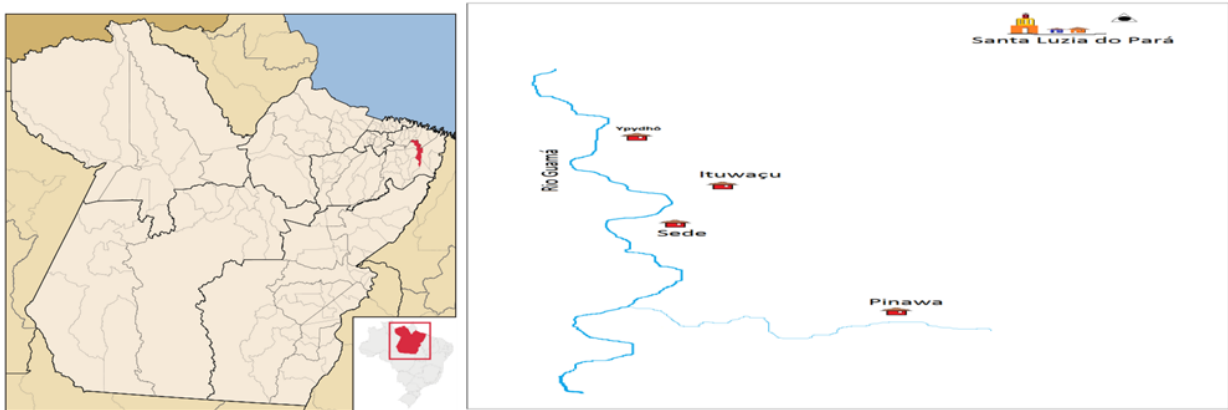 Santa Luzia do Pará
Ypydhô
Rio Guamá
Ituwaçu
Sede
Pinawa